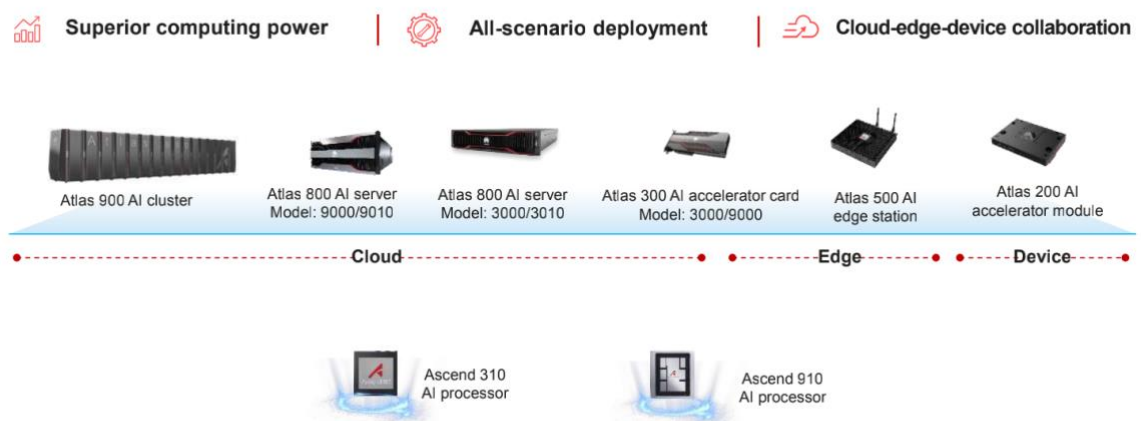 Superior computing power
All-scenario deployment
Cloud-edge-device collaboration
Atlas 900 AI cluster
Atlas 800 AI server
Model: 9000/9010
Atlas 800 AI server
Model: 3000/3010
Atlas 300 AI accelerator card
Model: 3000/9000
Atlas 500 AI
edge station
Atlas 200 AI
accelerator module
Cloud
Edge
Device
Ascend 310
AI processor
Ascend 910
AI processor